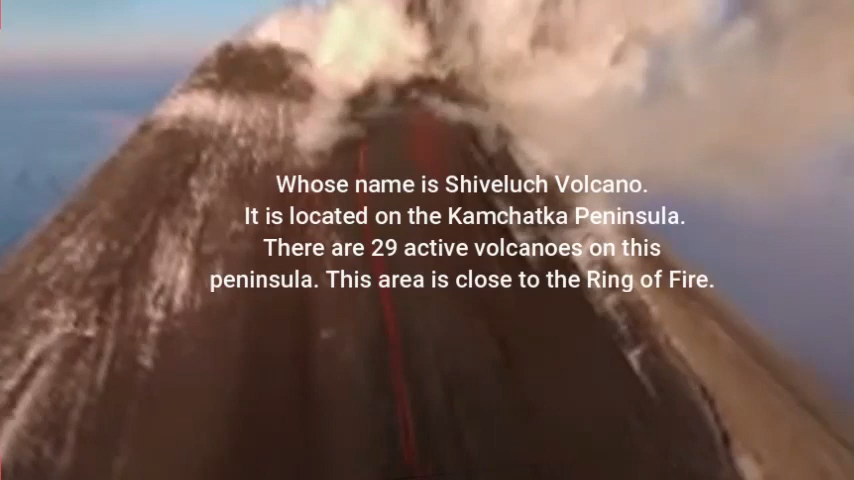 Whose name is Shiveluch Volcano.
It is located on the Kamchatka Peninsula.
There are 29 active volcanoes on this
peninsula. This area is close to the Ring of Fire.